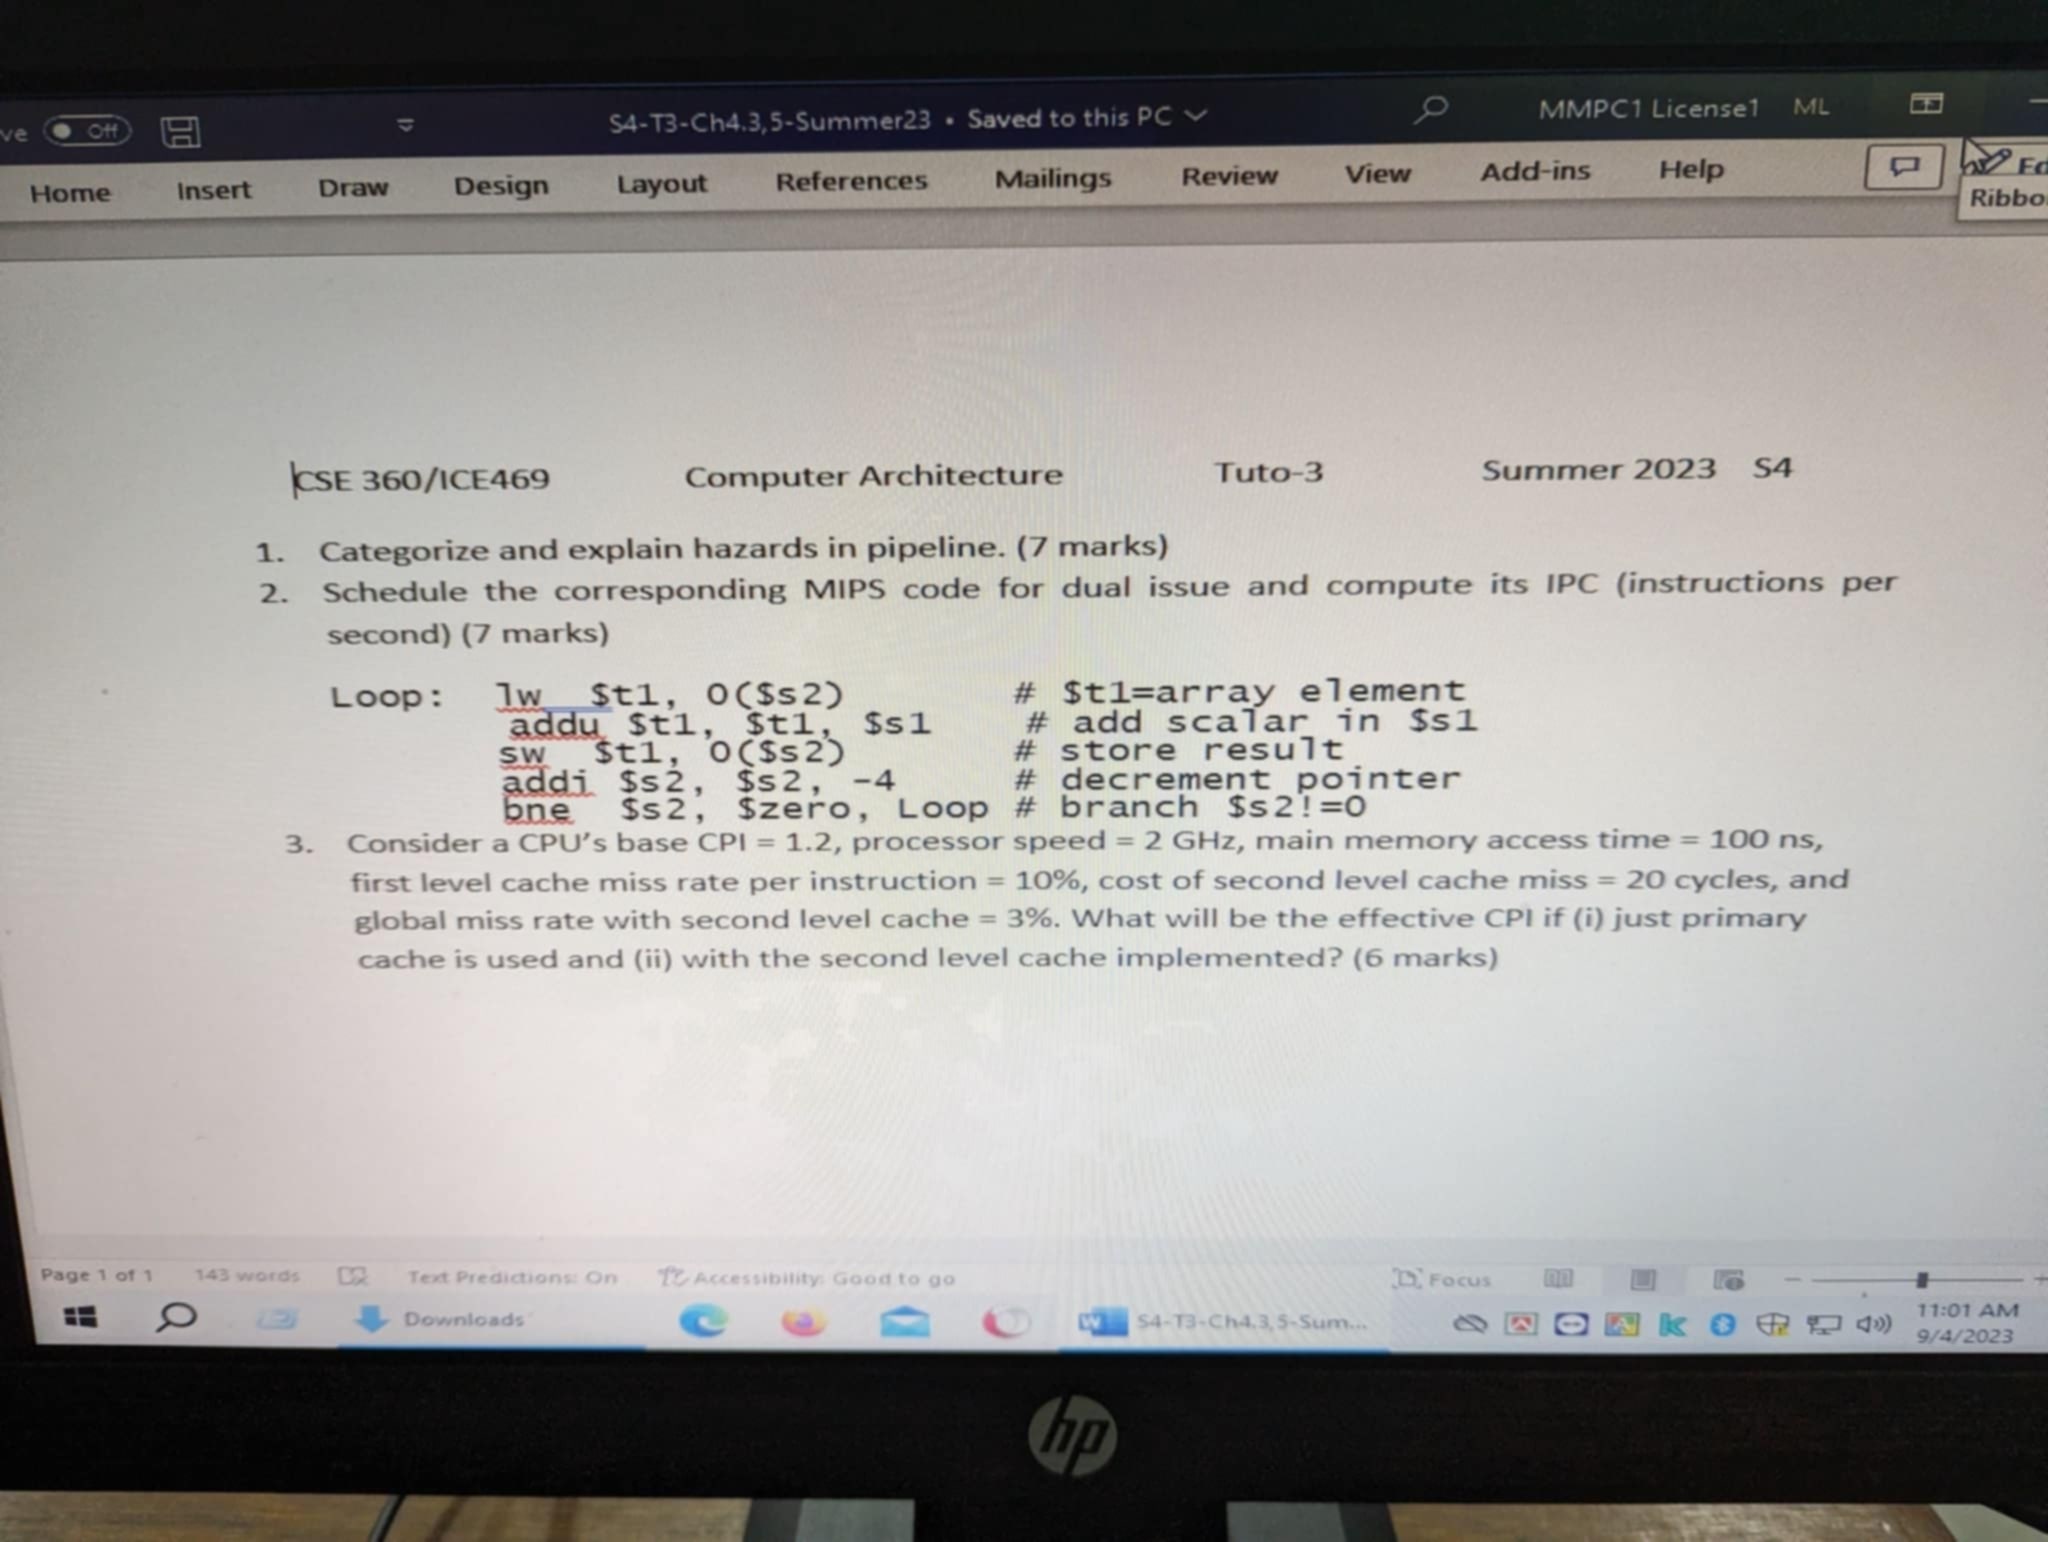 ve Off S4-T3-Ch4.3,5-Summer23 • Saved to this PC MMPC1 License1 ML
Home Insert Draw Design Layout References Mailings Review View Add-ins Help
CSE 360/ICE469 Computer Architecture Tuto-3 Summer 2023 S4
1. Categorize and explain hazards in pipeline. (7 marks)
2. Schedule the corresponding MIPS code for dual issue and compute its IPC (instructions per
second) (7 marks)
Loop: lw $t1, 0($s2) # $t1=array element
addu $t1, $t1, $s1 # add scalar in $s1
sw $t1, 0($s2) # store result
addi $s2, $s2, -4 # decrement pointer
bne $s2, $zero, Loop # branch $s2!=0
3. Consider a CPU's base CPI = 1.2, processor speed = 2 GHz, main memory access time = 100 ns,
first level cache miss rate per instruction = 10%, cost of second level cache miss = 20 cycles, and
global miss rate with second level cache = 3%. What will be the effective CPI if (i) just primary
cache is used and (ii) with the second level cache implemented? (6 marks)
Page 1 of 1 143 words Text Predictions: On Accessibility: Good to go Focus
Downloads S4-T3-Ch4.3,5-Sum... 11:01 AM
9/4/2023
hp